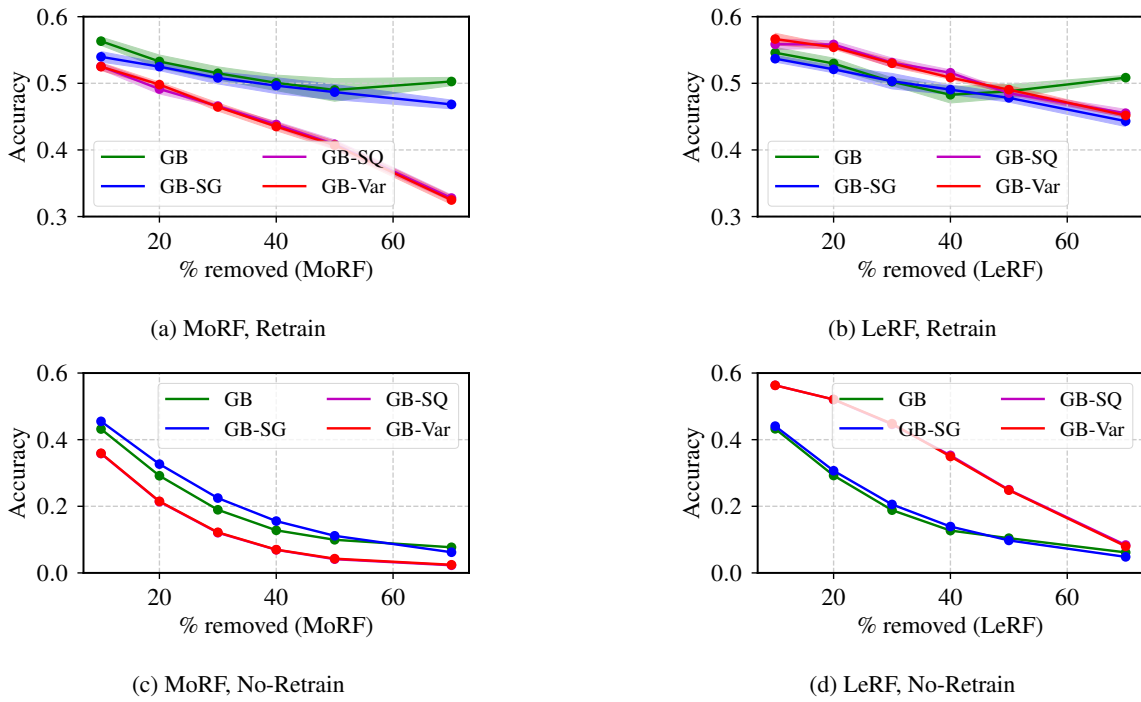 0.6
0.5
0.4
0.3
Accuracy
GB
GB-SG
GB-SQ
GB-Var
20
40
60
% removed (MoRF)
(a) MoRF, Retrain
0.6
0.5
0.4
0.3
Accuracy
GB
GB-SG
GB-SQ
GB-Var
20
40
60
% removed (LeRF)
(b) LeRF, Retrain
0.6
0.4
0.2
0.0
Accuracy
GB
GB-SG
GB-SQ
GB-Var
20
40
60
% removed (MoRF)
(c) MoRF, No-Retrain
0.6
0.4
0.2
0.0
Accuracy
GB
GB-SG
GB-SQ
GB-Var
20
40
60
% removed (LeRF)
(d) LeRF, No-Retrain